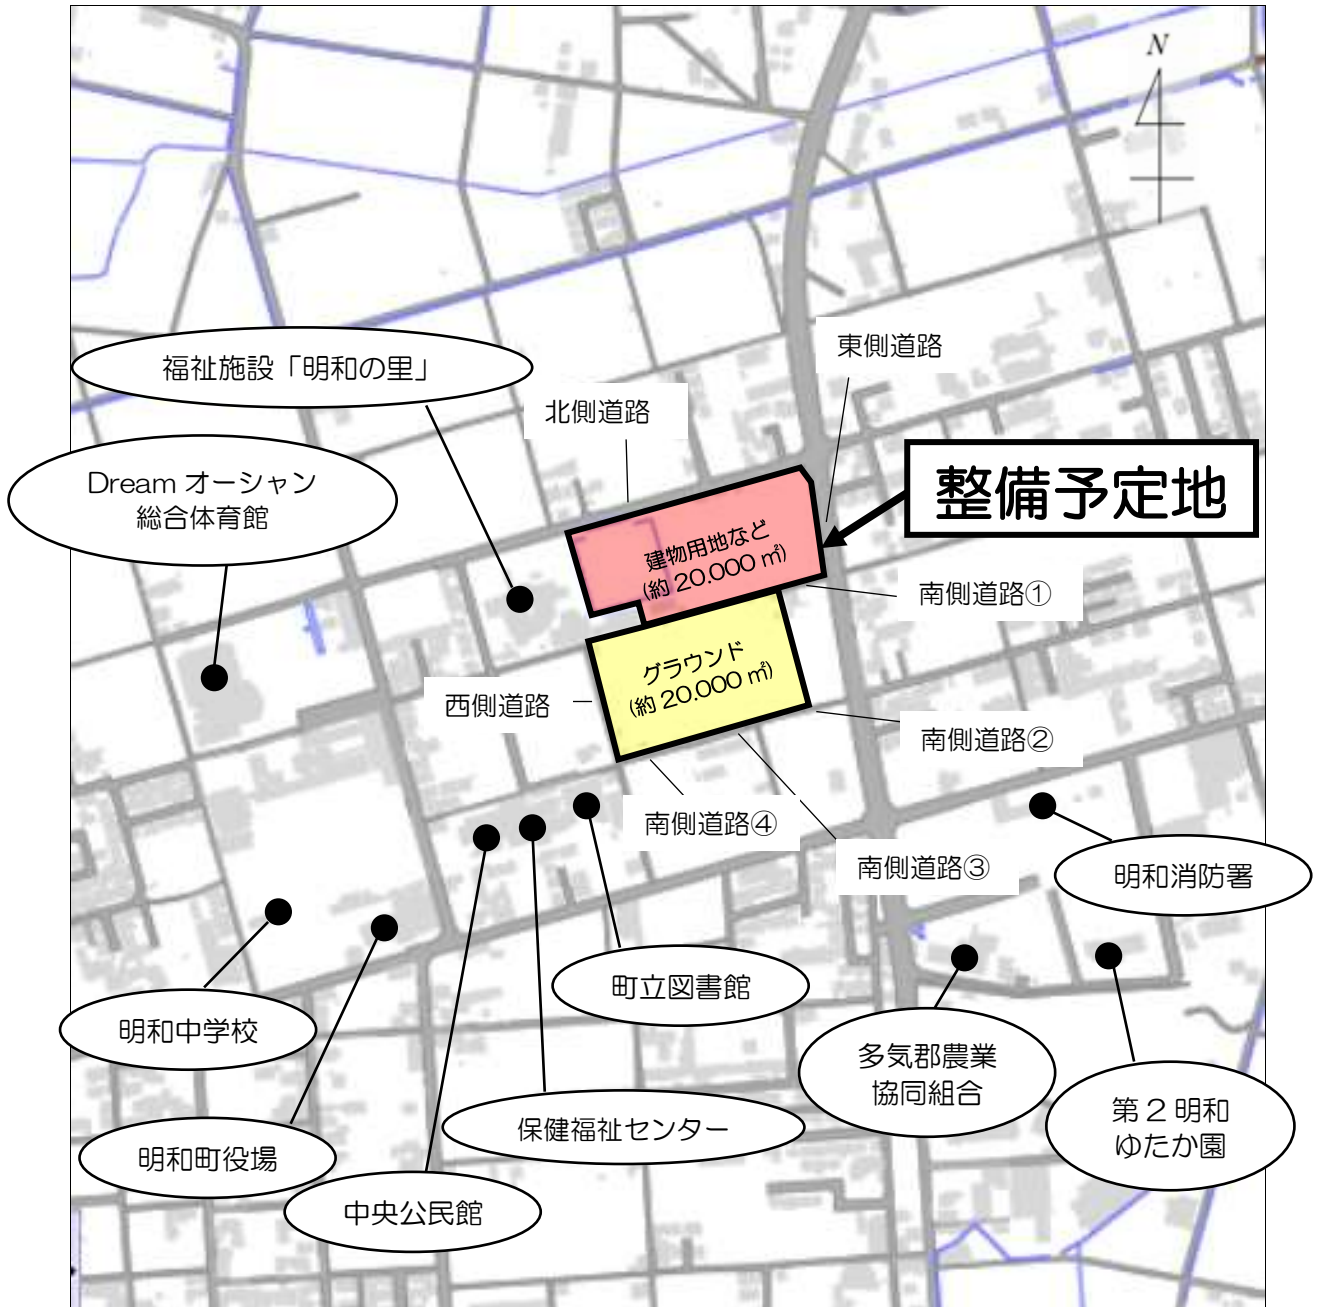 N
東側道路
福祉施設「明和の里」
北側道路
Dream オーシャン
総合体育館
整備予定地
建物用地など
(約 20.000 ㎡)
南側道路①
グラウンド
(約 20.000 ㎡)
西側道路
南側道路②
南側道路④
南側道路③
明和消防署
町立図書館
明和中学校
多気郡農業
協同組合
第2明和
ゆたか園
保健福祉センター
明和町役場
中央公民館